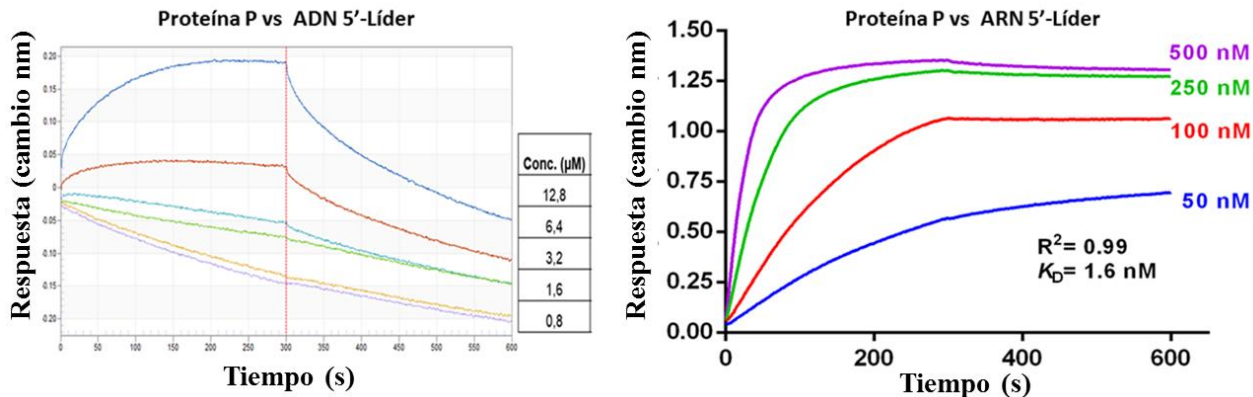 Proteína P vs ADN 5’-Líder
Respuesta (cambio nm)
0.20
0.15
0.10
0.05
0
0.05
0.10
0.15
0.20
0 50 100 150 200 250 300 350 400 450 500 550 600
Tiempo (s)
Conc. (µM)
12,8
6,4
3,2
1,6
0,8
Proteína P vs ARN 5’-Líder
Respuesta (cambio nm)
1.50
1.25
1.00
0.75
0.50
0.25
0.00
0 200 400 600
Tiempo (s)
500 nM
250 nM
100 nM
50 nM
R²= 0.99
K_D= 1.6 nM